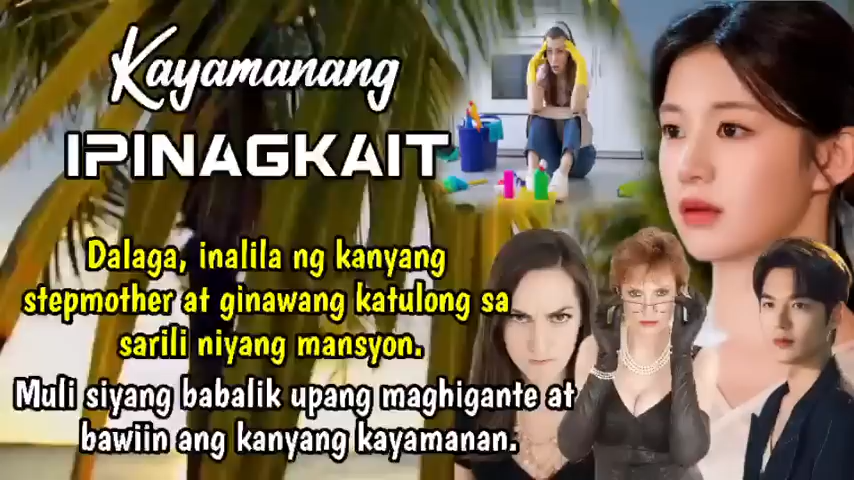 Kayamanang
IPINAGKAIT
Dalaga, inalila ng kanyang
stepmother at ginawang katulong sa
sarili niyang mansyon.
Muli siyang babalik upang maghigante at
bawiin ang kanyang kayamanan.